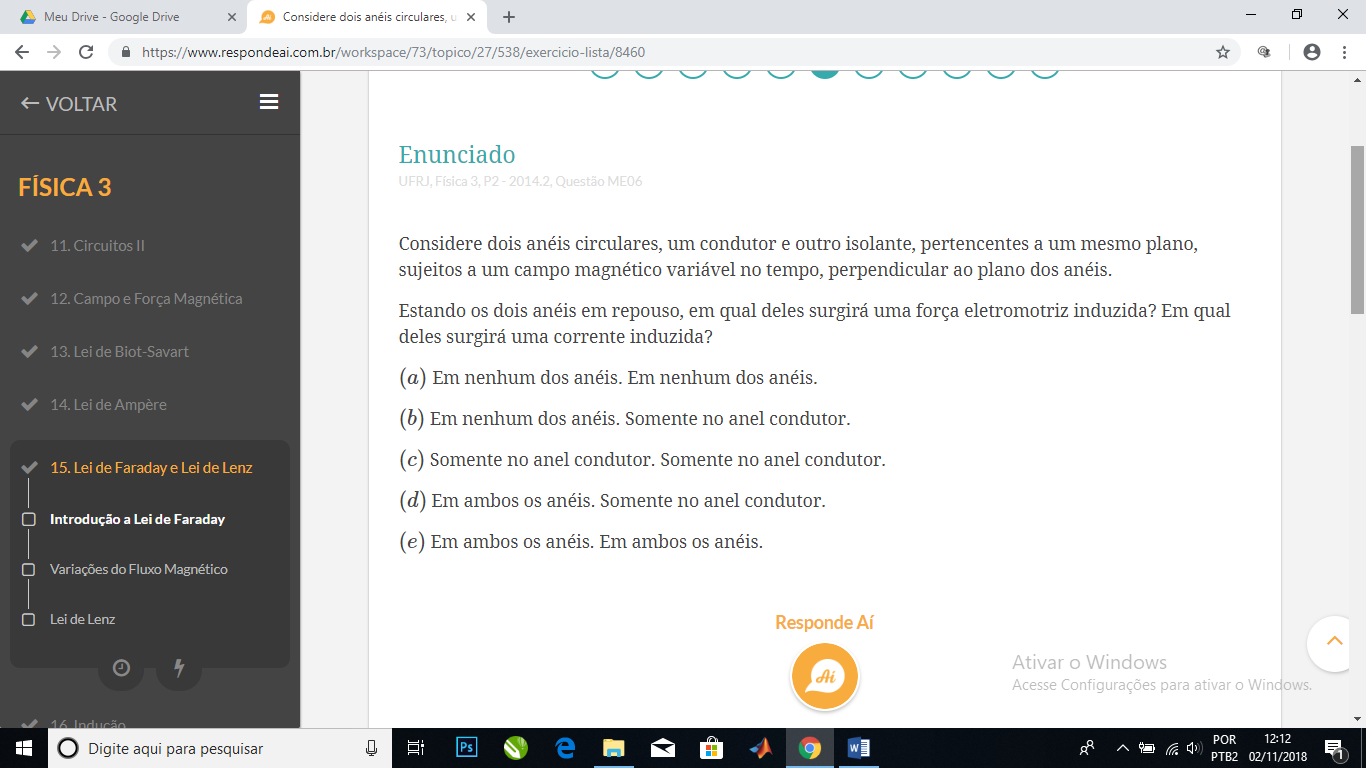 Meu Drive - Google Drive
Considere dois anéis circulares, u
https://www.respondeai.com.br/workspace/73/topico/27/538/exercicio-lista/8460
VOLTAR
FÍSICA 3
11. Circuitos II
12. Campo e Força Magnética
13. Lei de Biot-Savart
14. Lei de Ampère
15. Lei de Faraday e Lei de Lenz
Introdução a Lei de Faraday
Variações do Fluxo Magnético
Lei de Lenz
16. Indução
Enunciado
UFRJ, Física 3, P2 - 2014.2, Questão ME06
Considere dois anéis circulares, um condutor e outro isolante, pertencentes a um mesmo plano,
sujeitos a um campo magnético variável no tempo, perpendicular ao plano dos anéis.
Estando os dois anéis em repouso, em qual deles surgirá uma força eletromotriz induzida? Em qual
deles surgirá uma corrente induzida?
(a) Em nenhum dos anéis. Em nenhum dos anéis.
(b) Em nenhum dos anéis. Somente no anel condutor.
(c) Somente no anel condutor. Somente no anel condutor.
(d) Em ambos os anéis. Somente no anel condutor.
(e) Em ambos os anéis. Em ambos os anéis.
Responde Aí
Aí
Ativar o Windows
Acesse Configurações para ativar o Windows.
Digite aqui para pesquisar
Ps
W
POR
PTB2
12:12
02/11/2018
1